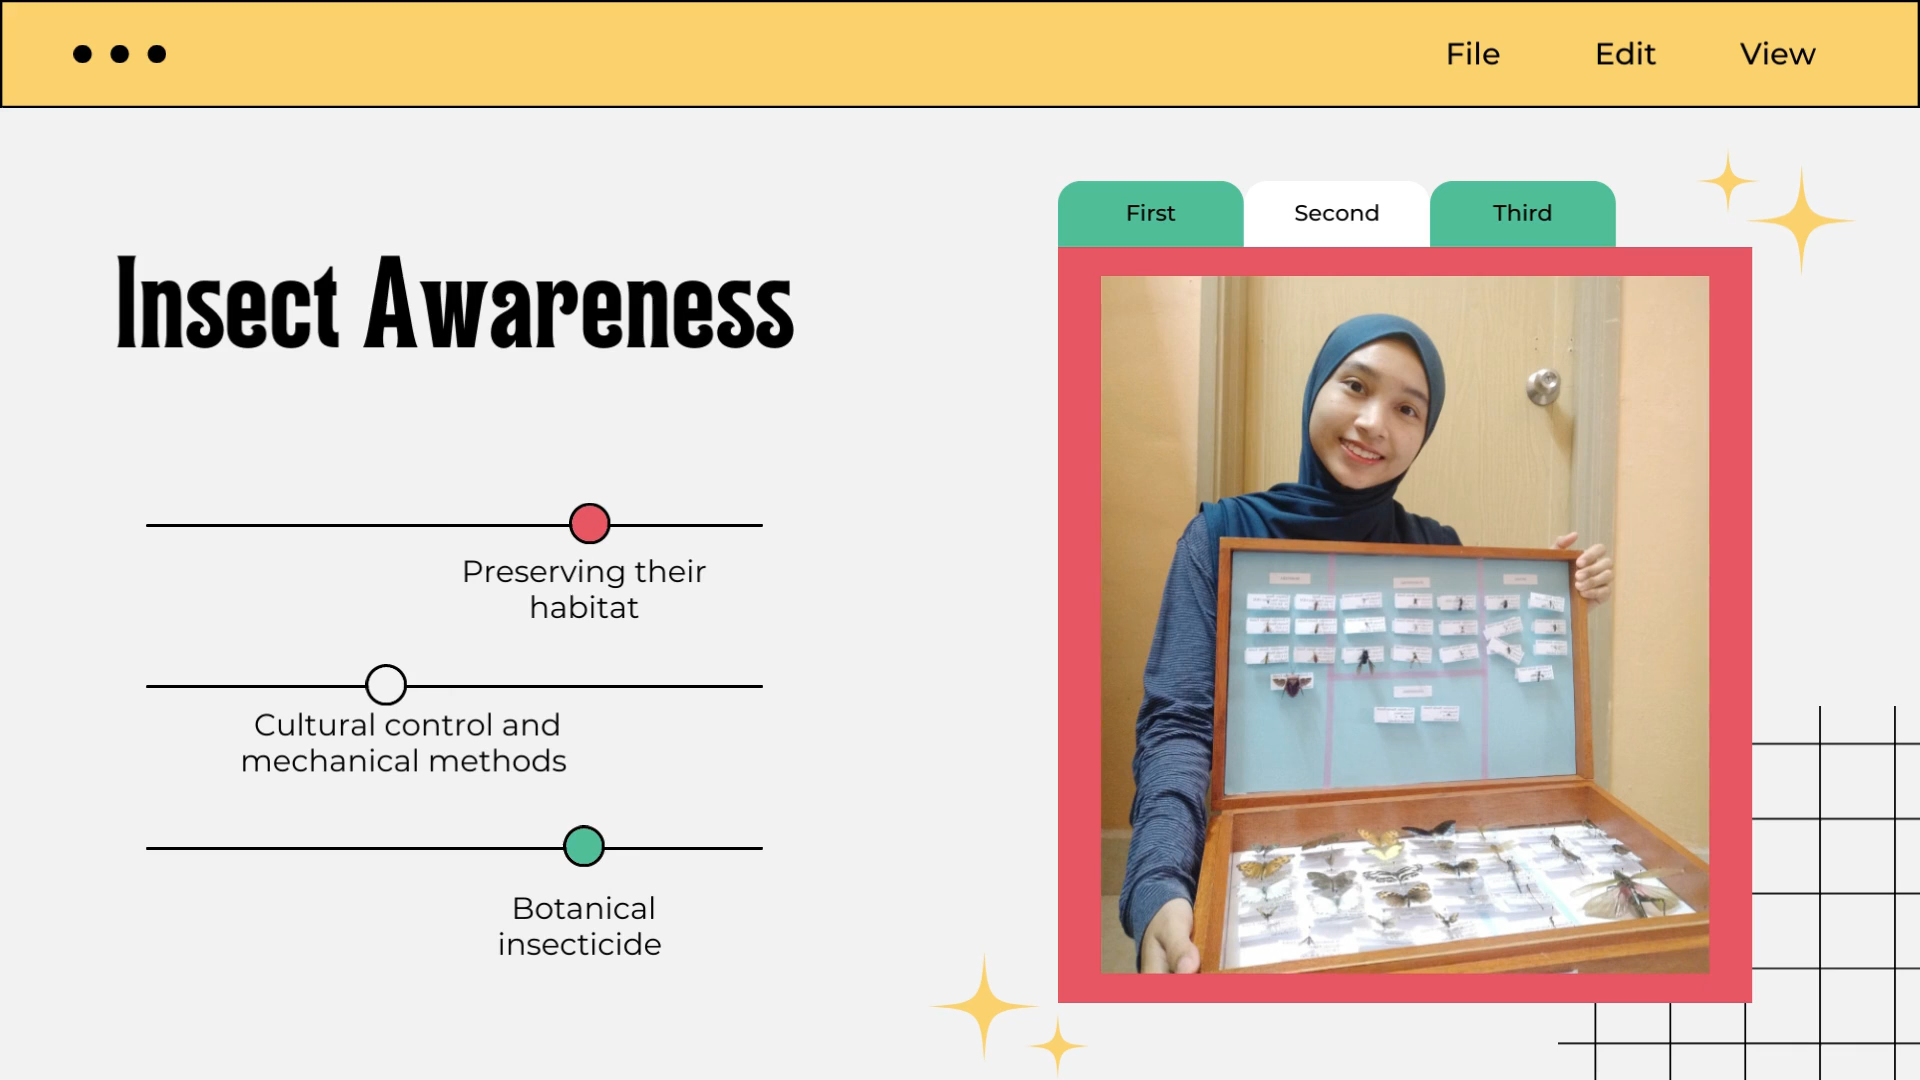 File
Edit
View
First
Second
Third
Insect Awareness
Preserving their
habitat
Cultural control and
mechanical methods
Botanical
insecticide